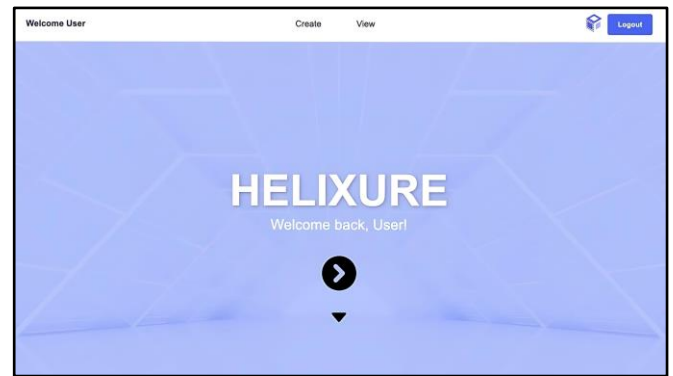 Welcome User
Create
View
Logout
HELIXURE
Welcome back, User!